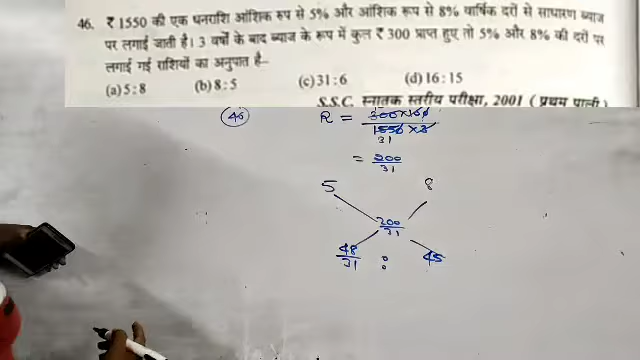 46. ₹ 1550 की एक धनराशि आंशिक रुप से 5% और आंशिक रूप से 8% वार्षिक दरों से साधारण ब्याज
पर लगाई जाती है। 3 वर्षों के बाद ब्याज के रूप में कुल ₹ 300 प्राप्त हुए तो 5% और 8% की दरों पर
लगाई गई राशियों का अनुपात है–
(a) 5 : 8 (b) 8 : 5 (c) 31 : 6 (d) 16 : 15
S.S.C. स्नातक स्तरीय परीक्षा, 2001 ( प्रथम पाली )
46 R = 300×100
1550 × 3
31
= 200
31
5 8
200
31
48 : 45
31